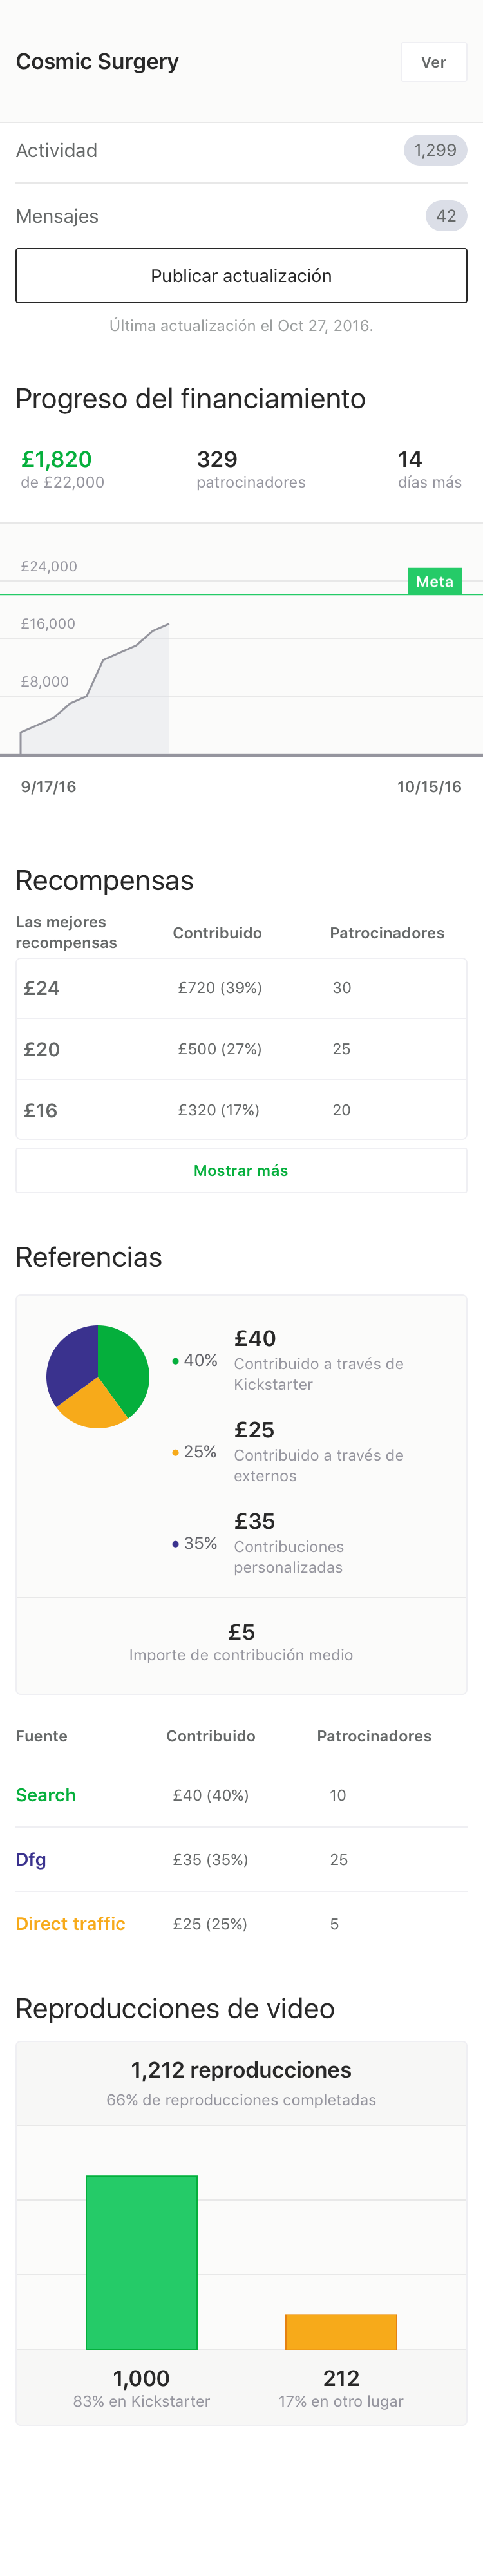 Cosmic Surgery
Ver
Actividad
1,299
Mensajes
42
Publicar actualización
Última actualización el Oct 27, 2016.
Progreso del financiamiento
£1,820 329 14
de £22,000 patrocinadores días más
£24,000
Meta
£16,000
£8,000
9/17/16 10/15/16
Recompensas
Las mejores
recompensas
Contribuido
Patrocinadores
£24 £720 (39%) 30
£20 £500 (27%) 25
£16 £320 (17%) 20
Mostrar más
Referencias
40%
£40
Contribuido a través de
Kickstarter
25%
£25
Contribuido a través de
externos
35%
£35
Contribuciones
personalizadas
£5
Importe de contribución medio
Fuente Contribuido Patrocinadores
Search £40 (40%) 10
Dfg £35 (35%) 25
Direct traffic £25 (25%) 5
Reproducciones de video
1,212 reproducciones
66% de reproducciones completadas
1,000 212
83% en Kickstarter 17% en otro lugar